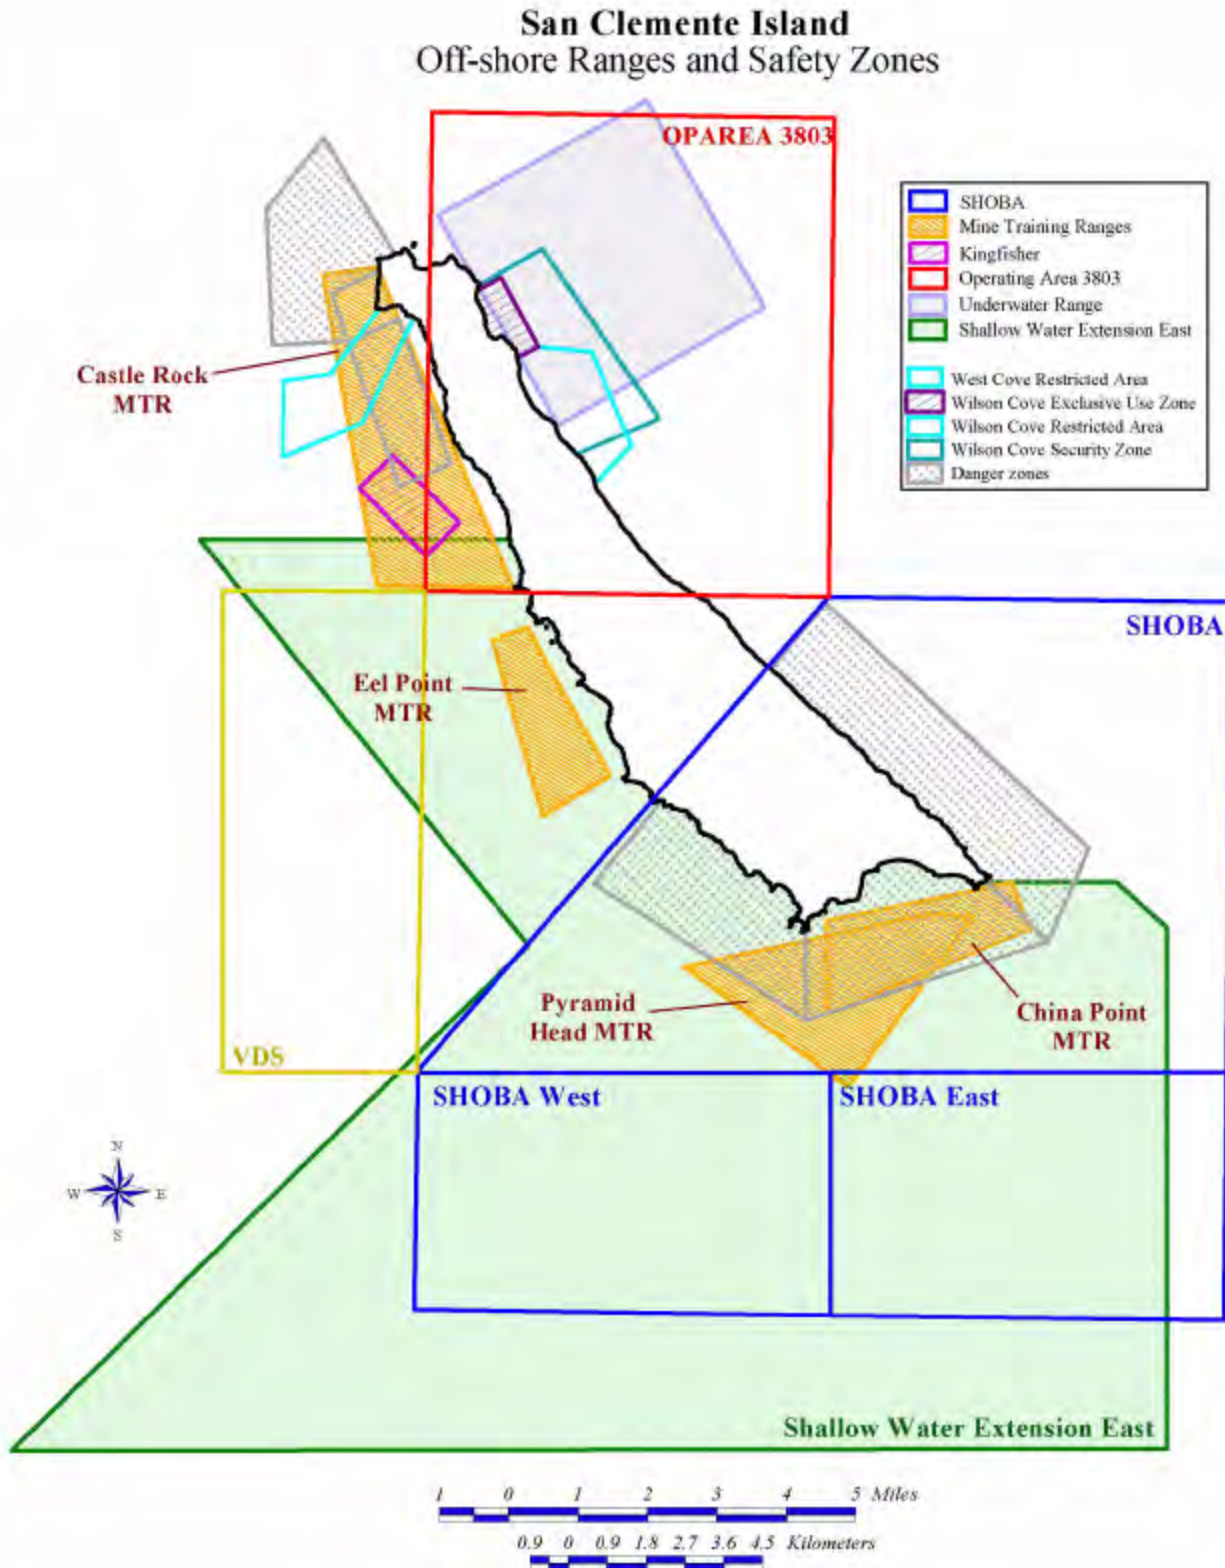 San Clemente Island
Off-shore Ranges and Safety Zones
OPAREA 3803
SHOBA
Mine Training Ranges
Kingfisher
Operating Area 3803
Underwater Range
Shallow Water Extension East
West Cove Restricted Area
Wilson Cove Exclusive Use Zone
Wilson Cove Restricted Area
Wilson Cove Security Zone
Danger zones
Castle Rock
MTR
SHOBA
Eel Point
MTR
Pyramid
Head MTR
China Point
MTR
VDS
SHOBA West
SHOBA East
N
W E
S
Shallow Water Extension East
1 0 1 2 3 4 5 Miles
0.9 0 0.9 1.8 2.7 3.6 4.5 Kilometers